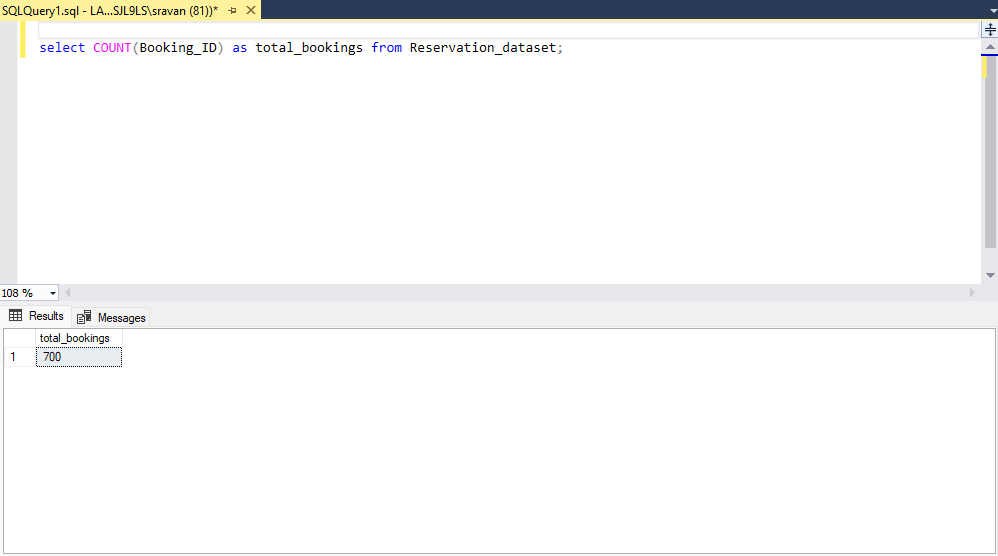 SQLQuery1.sql - LA...SJL9LS\sravan (81))*
select COUNT(Booking_ID) as total_bookings from Reservation_dataset;
108 %
Results Messages
total_bookings
1 700